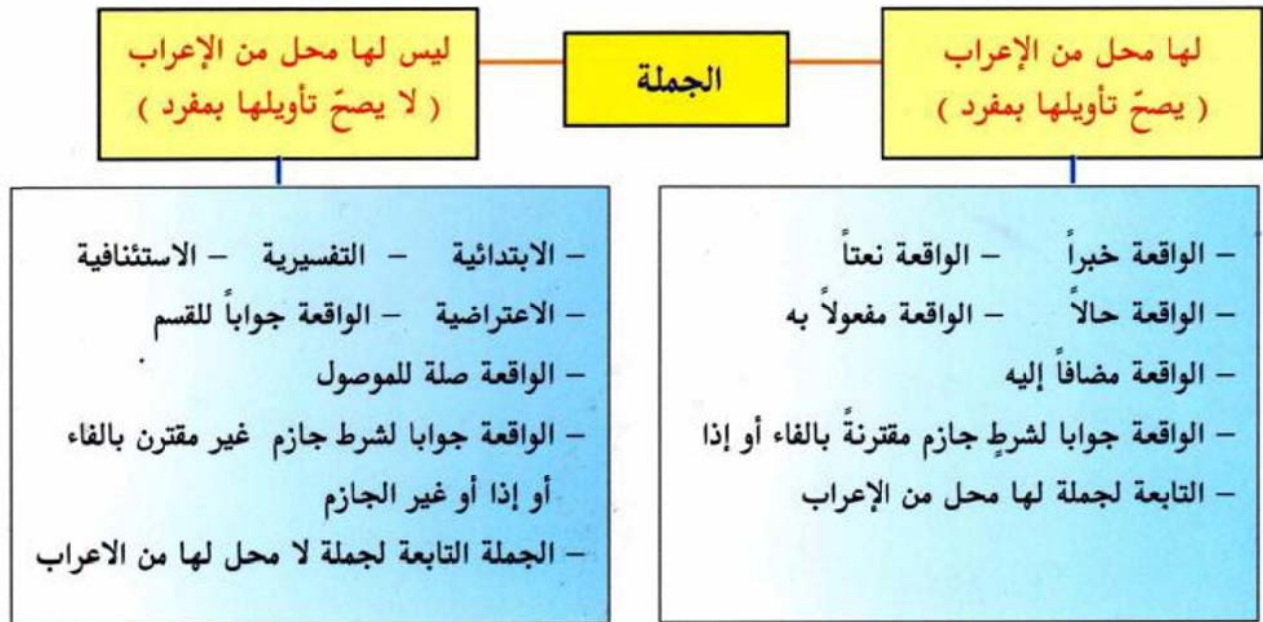 الجملة
لها محل من الإعراب
( يصحّ تأويلها بمفرد )
– الواقعة خبراً – الواقعة نعتاً
– الواقعة حالاً – الواقعة مفعولاً به
– الواقعة مضافاً إليه
– الواقعة جوابا لشرطٍ جازم مقترنةً بالفاء أو إذا
– التابعة لجملة لها محل من الإعراب
ليس لها محل من الإعراب
( لا يصحّ تأويلها بمفرد )
– الابتدائية – التفسيرية – الاستئنافية
– الاعتراضية – الواقعة جواباً للقسم
– الواقعة صلة للموصول
– الواقعة جوابا لشرط جازم غير مقترن بالفاء
أو إذا أو غير الجازم
– الجملة التابعة لجملة لا محل لها من الاعراب